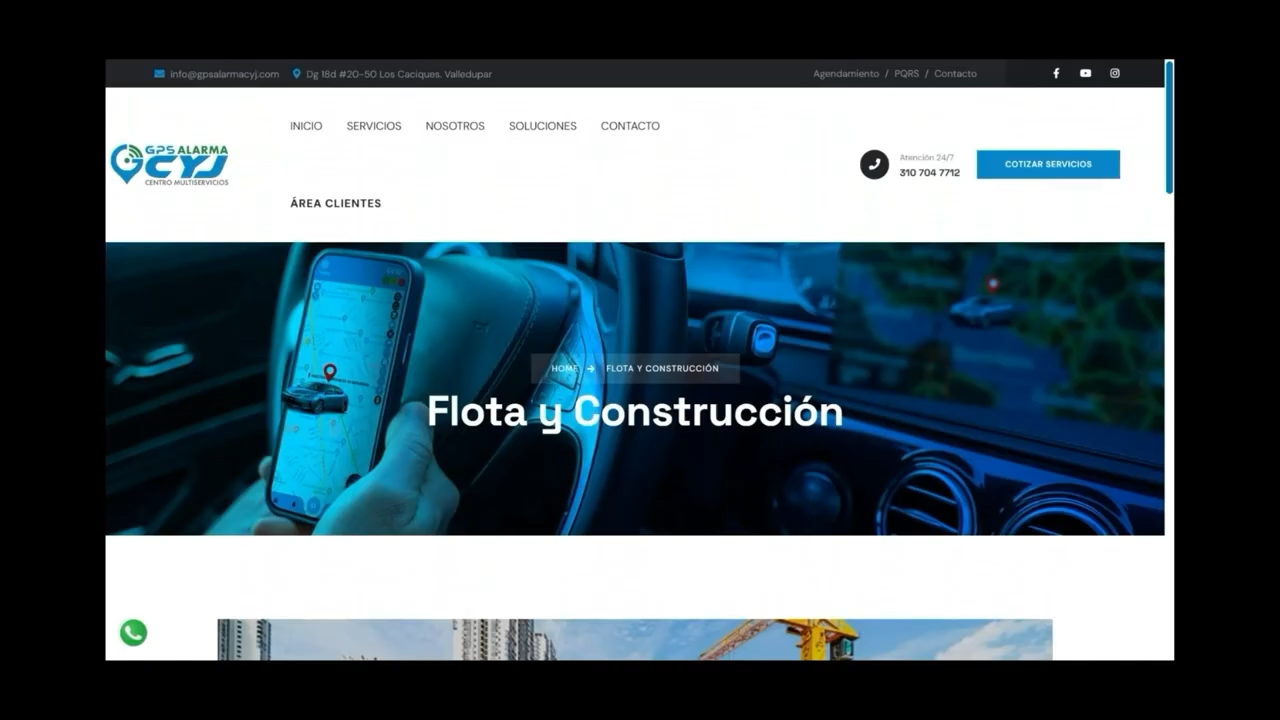 info@gpsalarmacyj.com
Dg 18d #20-50 Los Caciques. Valledupar
Agendamiento / PQRS / Contacto
INICIO
SERVICIOS
NOSOTROS
SOLUCIONES
CONTACTO
GPS ALARMA
CYJ
CENTRO MULTISERVICIOS
Atención 24/7
310 704 7712
COTIZAR SERVICIOS
ÁREA CLIENTES
HOME → FLOTA Y CONSTRUCCIÓN
Flota y Construcción